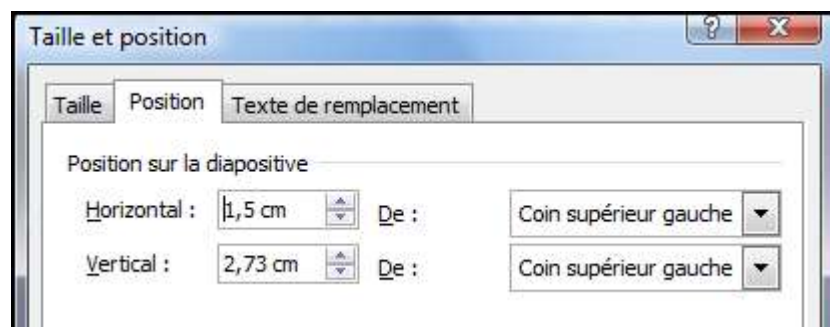 Taille et position
Taille Position Texte de remplacement
Position sur la diapositive
Horizontal : 1,5 cm De : Coin supérieur gauche
Vertical : 2,73 cm De : Coin supérieur gauche